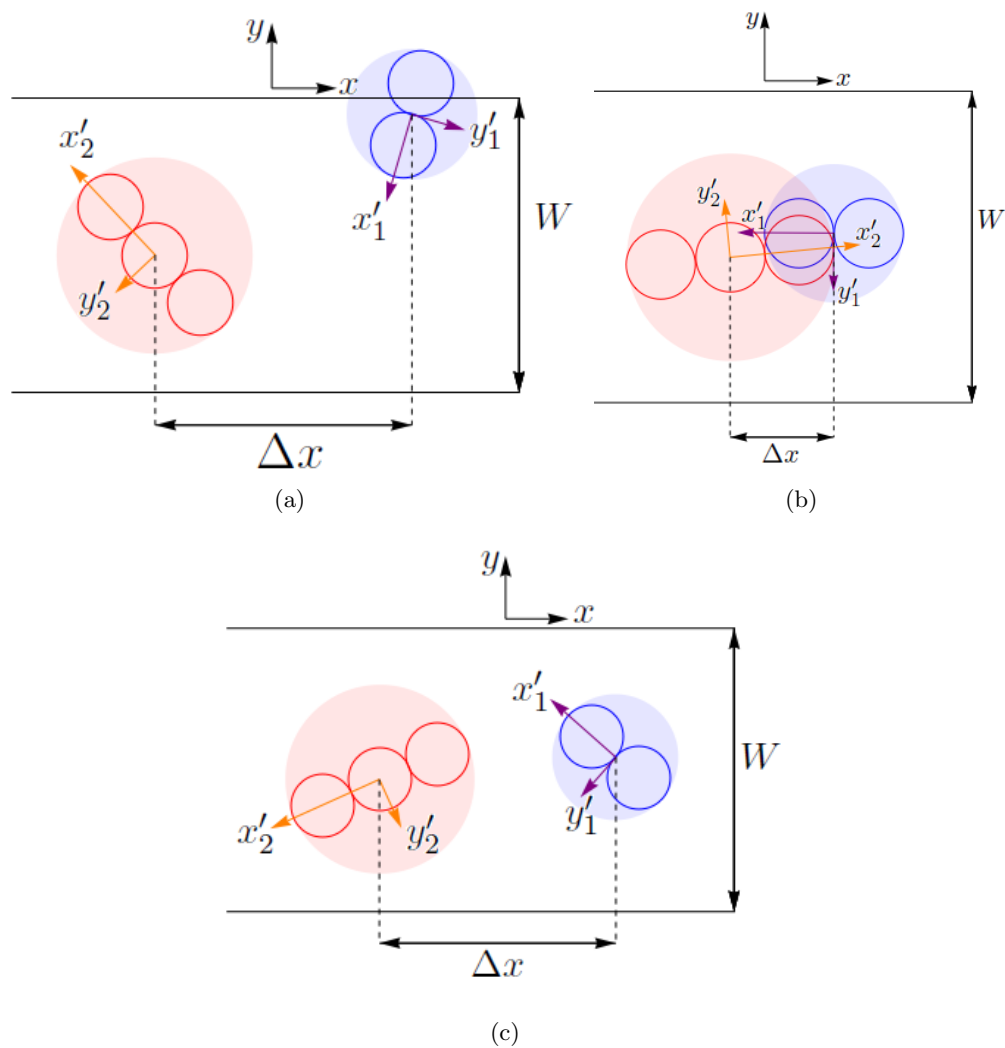 y
x
x′₂
y′₁
x′₁
W
y′₂
Δx
(a)
y
x
y′₂
x′₁
x′₂
W
y′₁
Δx
(b)
y
x
x′₁
W
y′₁
x′₂
y′₂
Δx
(c)